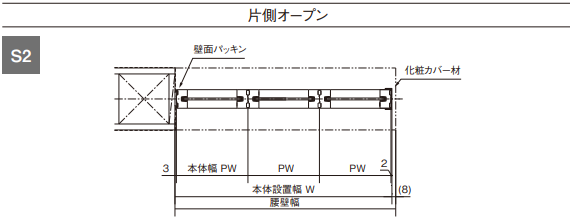 片側オープン
S2
壁面パッキン
化粧カバー材
3 本体幅 PW PW PW 2
本体設置幅 W (8)
腰壁幅